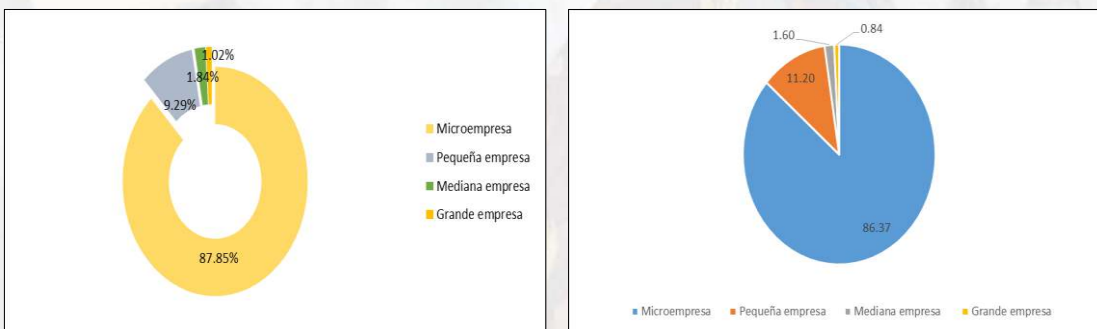 1.02%
1.84%
9.29%
87.85%
Microempresa
Pequeña empresa
Mediana empresa
Grande empresa
1.60
0.84
11.20
86.37
Microempresa Pequeña empresa Mediana empresa Grande empresa